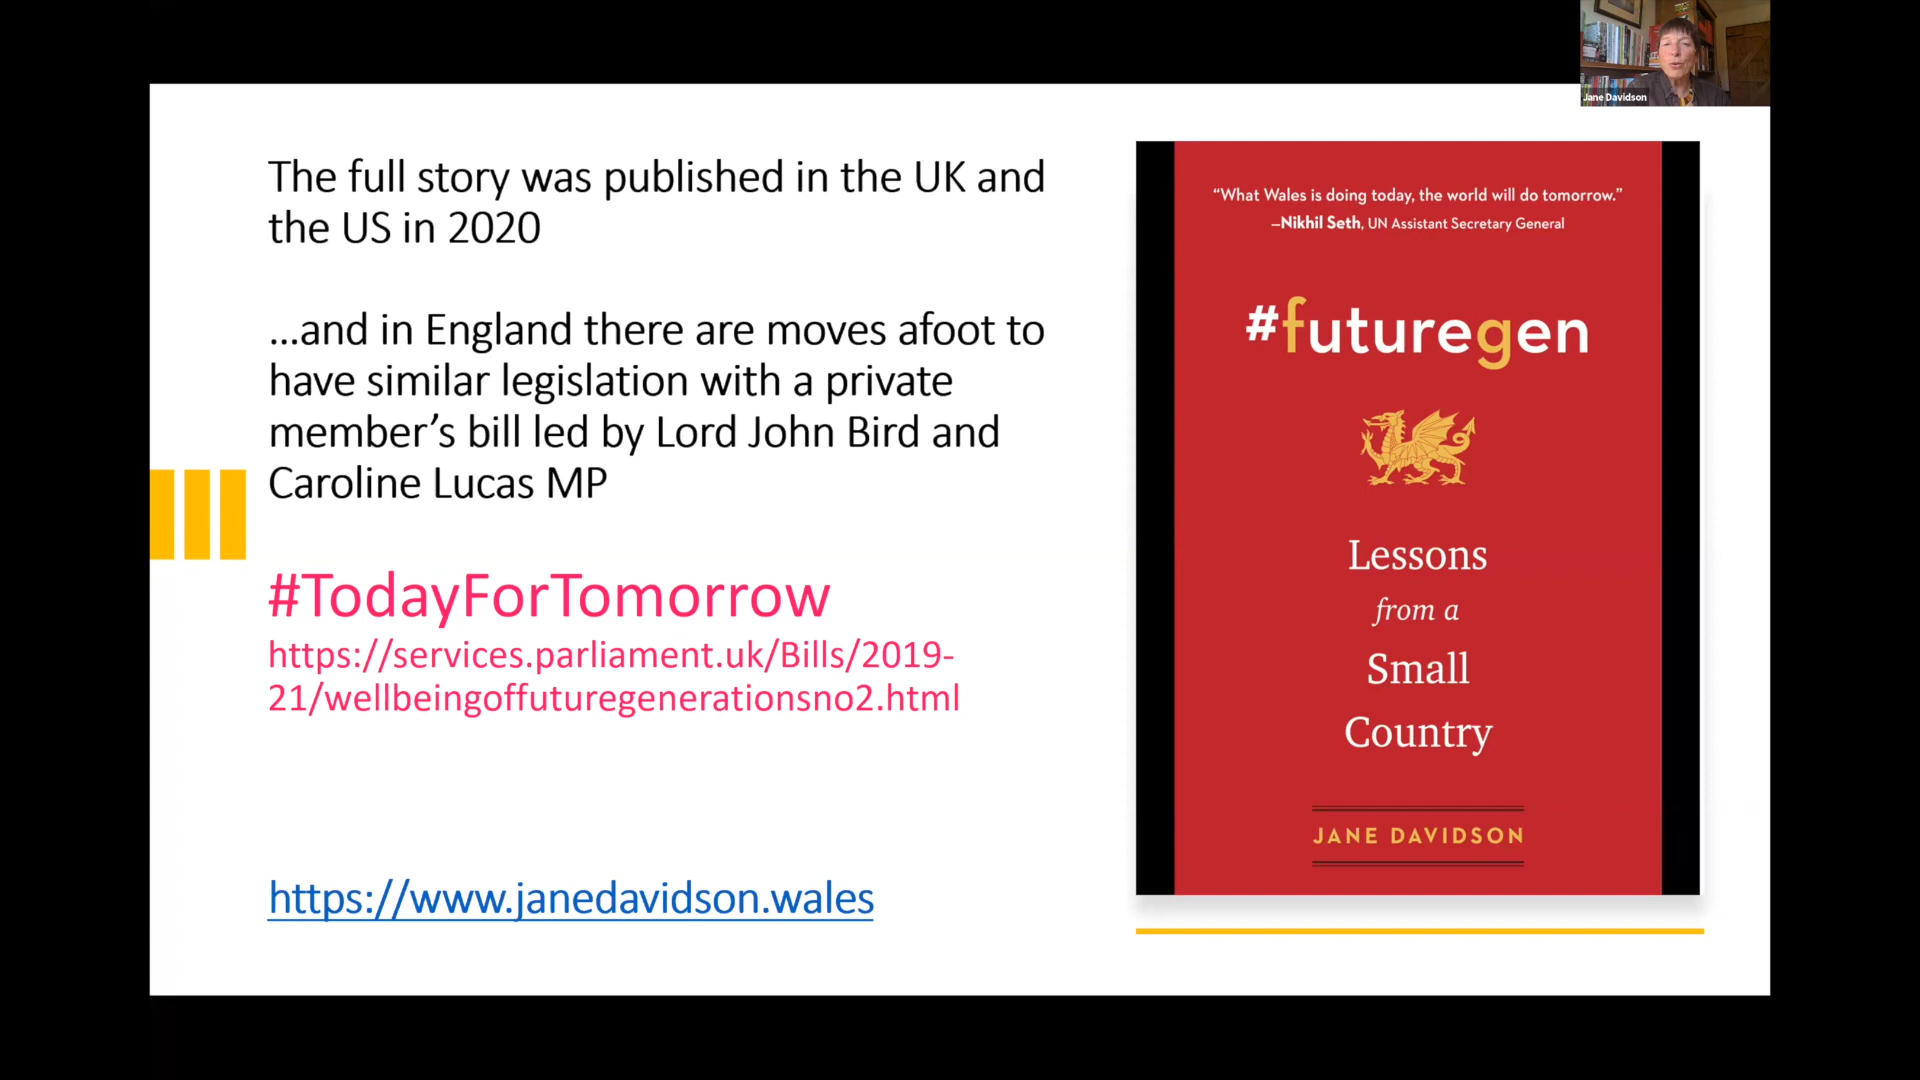 Jane Davidson
The full story was published in the UK and
the US in 2020
...and in England there are moves afoot to
have similar legislation with a private
member’s bill led by Lord John Bird and
Caroline Lucas MP
#TodayForTomorrow
https://services.parliament.uk/Bills/2019-
21/wellbeingoffuturegenerationsno2.html
https://www.janedavidson.wales
“What Wales is doing today, the world will do tomorrow.”
—Nikhil Seth, UN Assistant Secretary General
#futuregen
Lessons
from a
Small
Country
JANE DAVIDSON